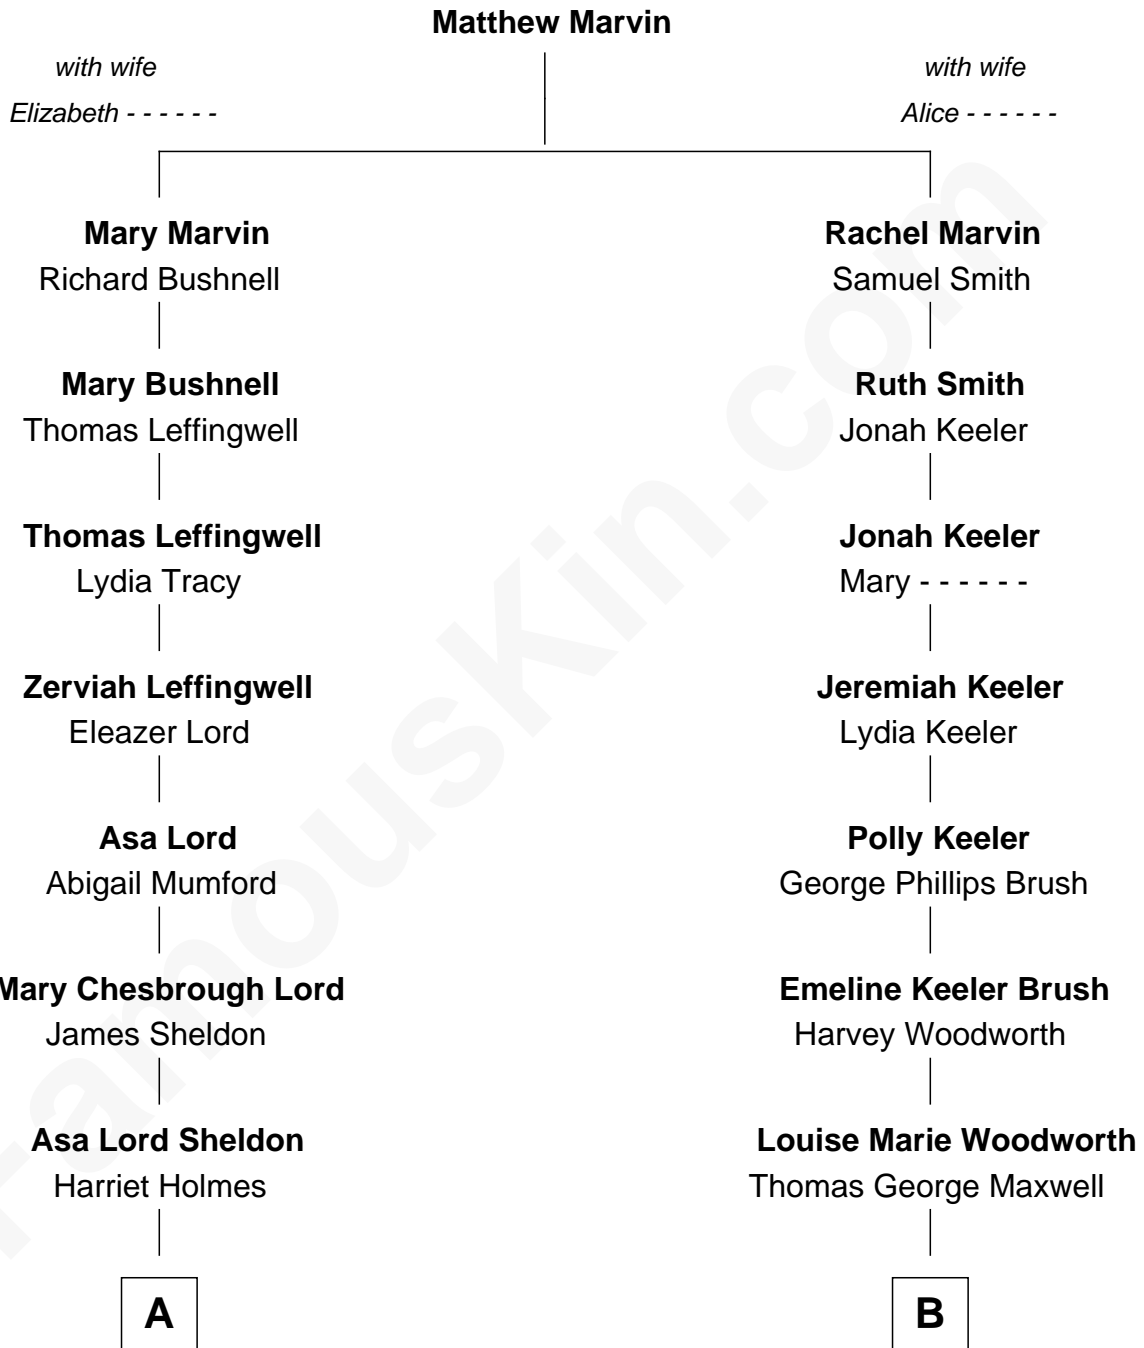 Matthew Marvin
with wife
Elizabeth - - - - - -
with wife
Alice - - - - - -
Mary Marvin
Richard Bushnell
Rachel Marvin
Samuel Smith
Mary Bushnell
Thomas Leffingwell
Ruth Smith
Jonah Keeler
Thomas Leffingwell
Lydia Tracy
Jonah Keeler
Mary - - - - - -
Zerviah Leffingwell
Eleazer Lord
Jeremiah Keeler
Lydia Keeler
Asa Lord
Abigail Mumford
Polly Keeler
George Phillips Brush
Mary Chesbrough Lord
James Sheldon
Emeline Keeler Brush
Harvey Woodworth
Asa Lord Sheldon
Harriet Holmes
Louise Marie Woodworth
Thomas George Maxwell
A
B
FamousKin.com